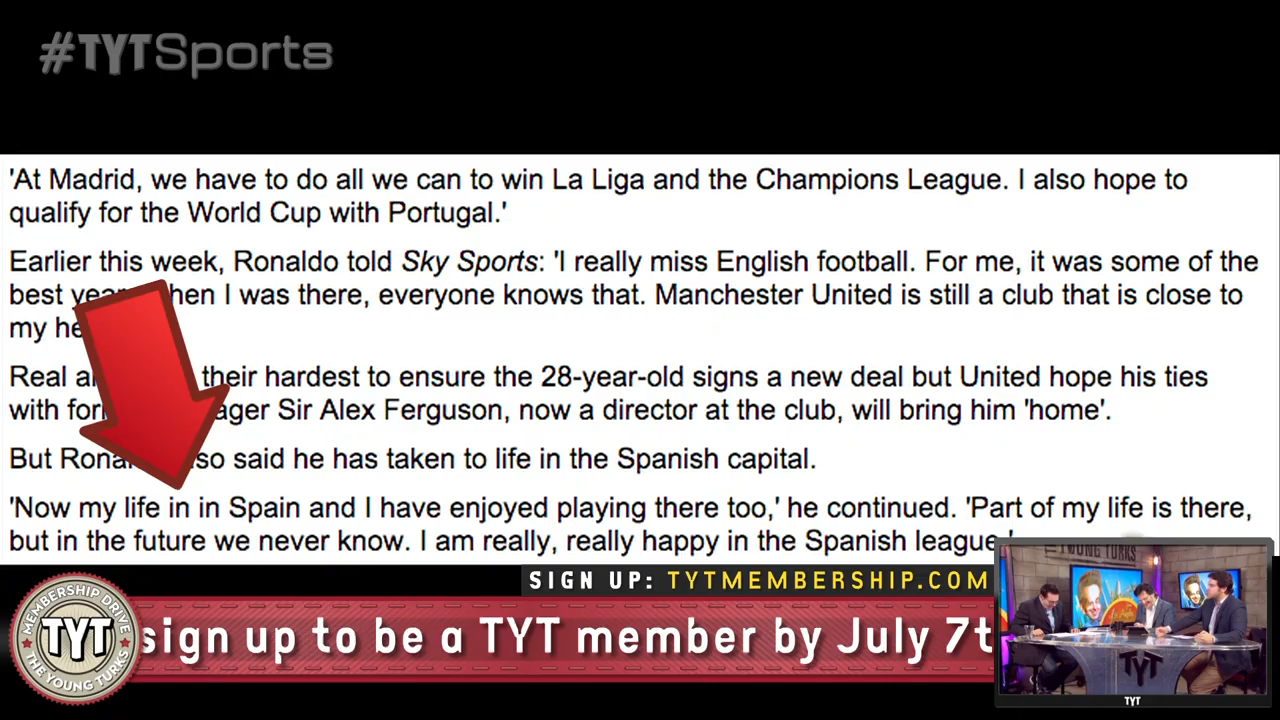 #TYTSports
'At Madrid, we have to do all we can to win La Liga and the Champions League. I also hope to
qualify for the World Cup with Portugal.'
Earlier this week, Ronaldo told Sky Sports: 'I really miss English football. For me, it was some of the
best when I was there, everyone knows that. Manchester United is still a club that is close to
my
Real their hardest to ensure the 28-year-old signs a new deal but United hope his ties
with Sir Alex Ferguson, now a director at the club, will bring him 'home'.
But said he has taken to life in the Spanish capital.
'Now my life in in Spain and I have enjoyed playing there too,' he continued. 'Part of my life is there,
but in the future we never know. I am really, really happy in the Spanish league.'
SIGN UP: TYTMEMBERSHIP.COM
MEMBERSHIP DRIVE
TYT
THE YOUNG TURKS
sign up to be a TYT member by July 7t
YOUNG TURKS
TYT
TYT